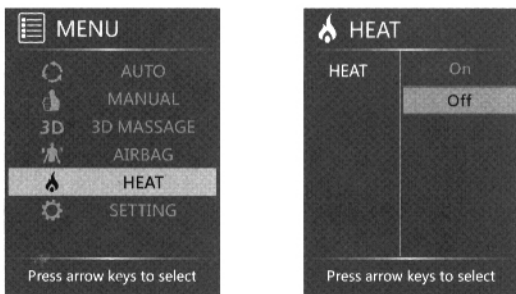 MENU
AUTO
MANUAL
3D 3D MASSAGE
AIRBAG
HEAT
SETTING
Press arrow keys to select
HEAT
HEAT On
Off
Press arrow keys to select